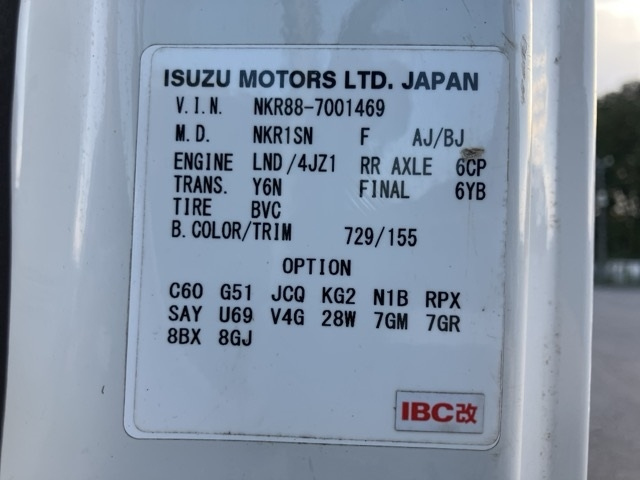 ISUZU MOTORS LTD. JAPAN
V.I.N. NKR88-7001469
M.D. NKR1SN F AJ/BJ
ENGINE LND/4JZ1 RR AXLE 6CP
TRANS. Y6N FINAL 6YB
TIRE BVC
B.COLOR/TRIM 729/155
OPTION
C60 G51 JCQ KG2 N1B RPX
SAY U69 V4G 28W 7GM 7GR
8BX 8GJ
IBC改